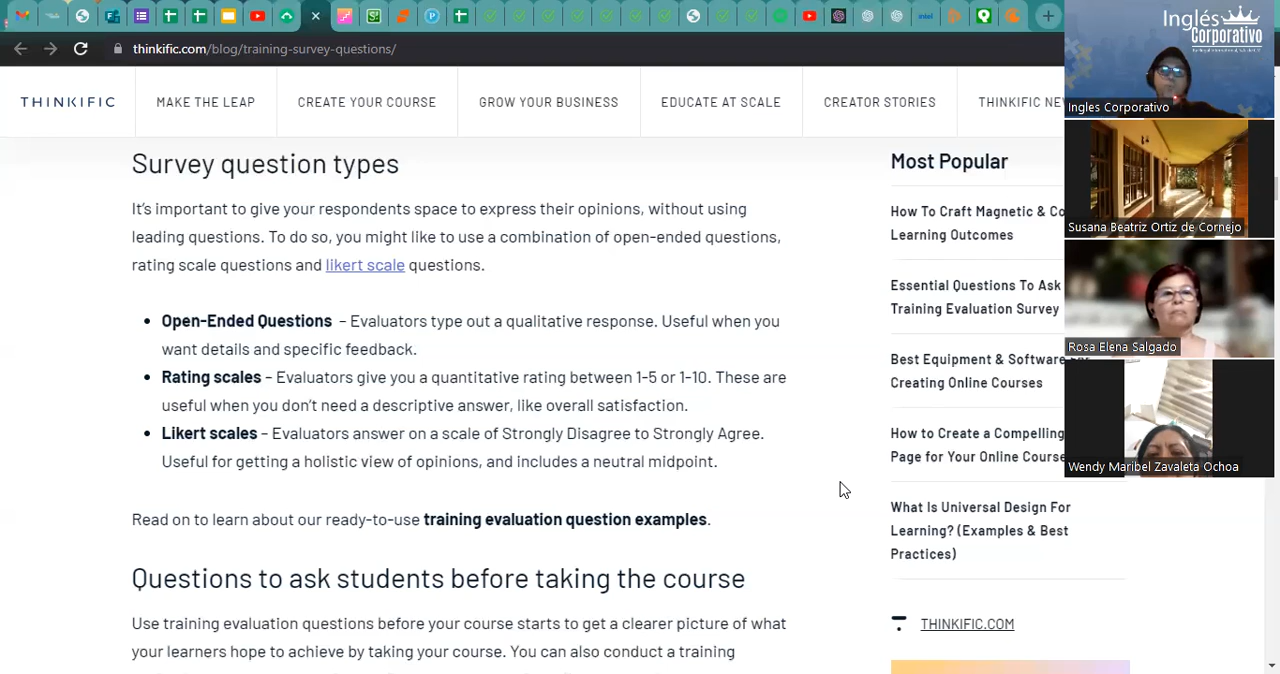 thinkific.com/blog/training-survey-questions/
THINKIFIC
MAKE THE LEAP
CREATE YOUR COURSE
GROW YOUR BUSINESS
EDUCATE AT SCALE
CREATOR STORIES
THINKIFIC
Survey question types
It's important to give your respondents space to express their opinions, without using
leading questions. To do so, you might like to use a combination of open-ended questions,
rating scale questions and likert scale questions.
• Open-Ended Questions – Evaluators type out a qualitative response. Useful when you
want details and specific feedback.
• Rating scales – Evaluators give you a quantitative rating between 1-5 or 1-10. These are
useful when you don't need a descriptive answer, like overall satisfaction.
• Likert scales – Evaluators answer on a scale of Strongly Disagree to Strongly Agree.
Useful for getting a holistic view of opinions, and includes a neutral midpoint.
Read on to learn about our ready-to-use training evaluation question examples.
Questions to ask students before taking the course
Use training evaluation questions before your course starts to get a clearer picture of what
your learners hope to achieve by taking your course. You can also conduct a training
Most Popular
How To Craft Magnetic & Co
Learning Outcomes
Essential Questions To Ask
Training Evaluation Survey
Best Equipment & Software
Creating Online Courses
How to Create a Compelling
Page for Your Online Course
What Is Universal Design For
Learning? (Examples & Best
Practices)
THINKIFIC.COM
Inglés
Corporativo
Ingles Corporativo
Susana Beatriz Ortiz de Cornejo
Rosa Elena Salgado
Wendy Maribel Zavaleta Ochoa